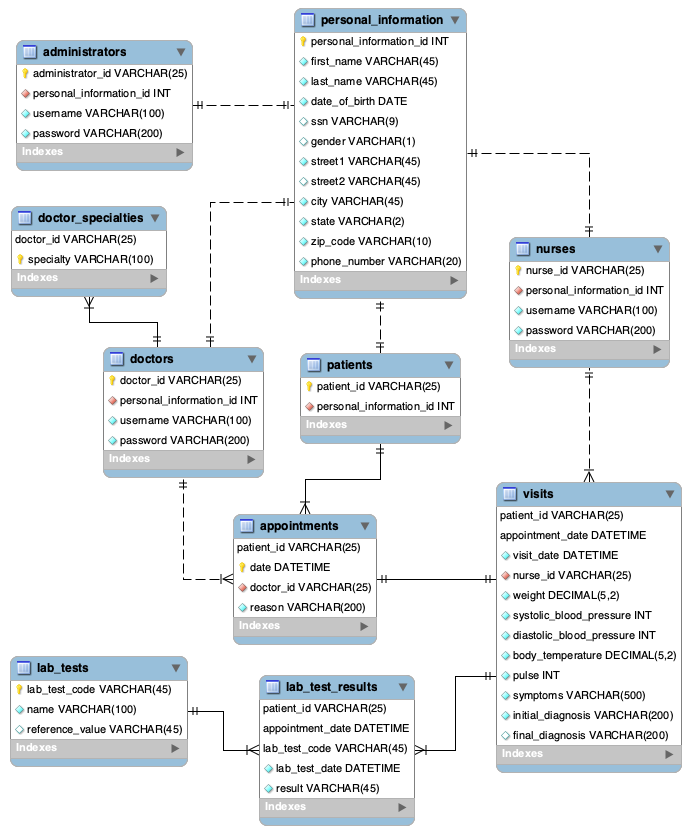 personal_information
personal_information_id INT
first_name VARCHAR(45)
last_name VARCHAR(45)
date_of_birth DATE
ssn VARCHAR(9)
gender VARCHAR(1)
street1 VARCHAR(45)
street2 VARCHAR(45)
city VARCHAR(45)
state VARCHAR(2)
zip_code VARCHAR(10)
phone_number VARCHAR(20)
Indexes
administrators
administrator_id VARCHAR(25)
personal_information_id INT
username VARCHAR(100)
password VARCHAR(200)
Indexes
doctor_specialties
doctor_id VARCHAR(25)
specialty VARCHAR(100)
Indexes
nurses
nurse_id VARCHAR(25)
personal_information_id INT
username VARCHAR(100)
password VARCHAR(200)
Indexes
doctors
doctor_id VARCHAR(25)
personal_information_id INT
username VARCHAR(100)
password VARCHAR(200)
Indexes
patients
patient_id VARCHAR(25)
personal_information_id INT
Indexes
visits
patient_id VARCHAR(25)
appointment_date DATETIME
visit_date DATETIME
nurse_id VARCHAR(25)
weight DECIMAL(5,2)
systolic_blood_pressure INT
diastolic_blood_pressure INT
body_temperature DECIMAL(5,2)
pulse INT
symptoms VARCHAR(500)
initial_diagnosis VARCHAR(200)
final_diagnosis VARCHAR(200)
Indexes
appointments
patient_id VARCHAR(25)
date DATETIME
doctor_id VARCHAR(25)
reason VARCHAR(200)
Indexes
lab_tests
lab_test_code VARCHAR(45)
name VARCHAR(100)
reference_value VARCHAR(45)
Indexes
lab_test_results
patient_id VARCHAR(25)
appointment_date DATETIME
lab_test_code VARCHAR(45)
lab_test_date DATETIME
result VARCHAR(45)
Indexes